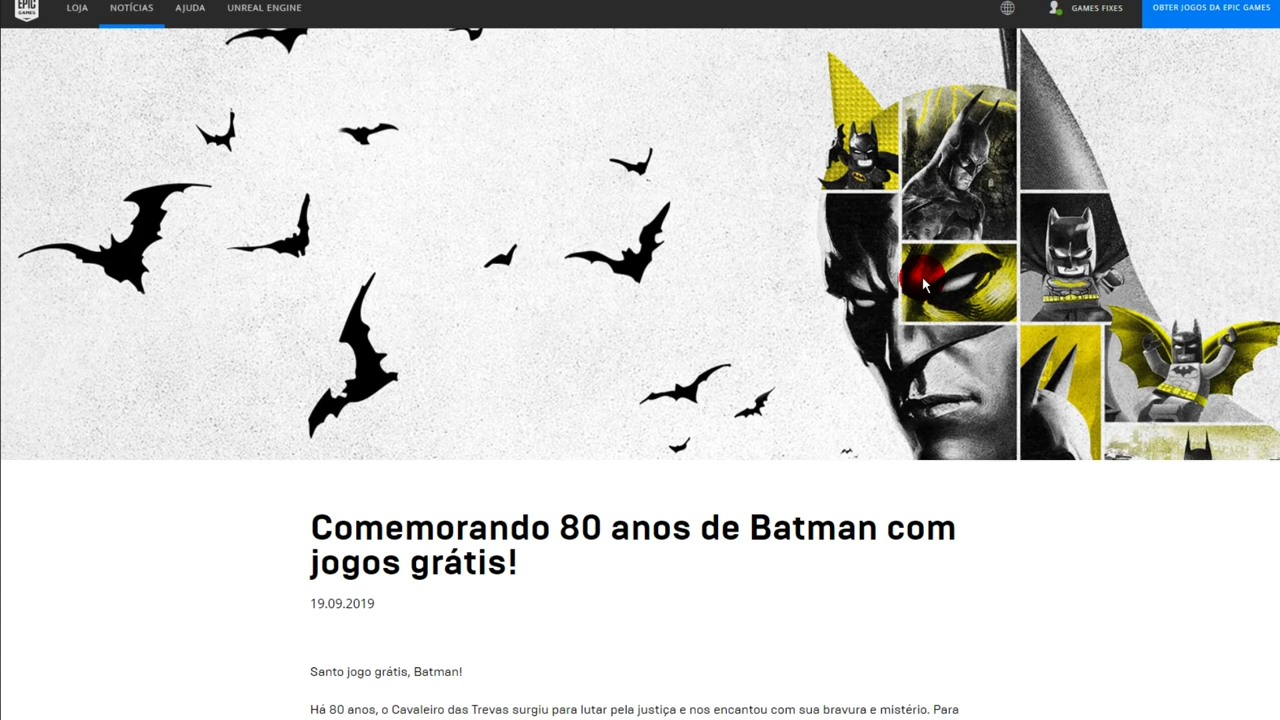 EPIC
GAMES
LOJA
NOTÍCIAS
AJUDA
UNREAL ENGINE
GAMES FIXES
OBTER JOGOS DA EPIC GAMES
Comemorando 80 anos de Batman com
jogos grátis!
19.09.2019
Santo jogo grátis, Batman!
Há 80 anos, o Cavaleiro das Trevas surgiu para lutar pela justiça e nos encantou com sua bravura e mistério. Para